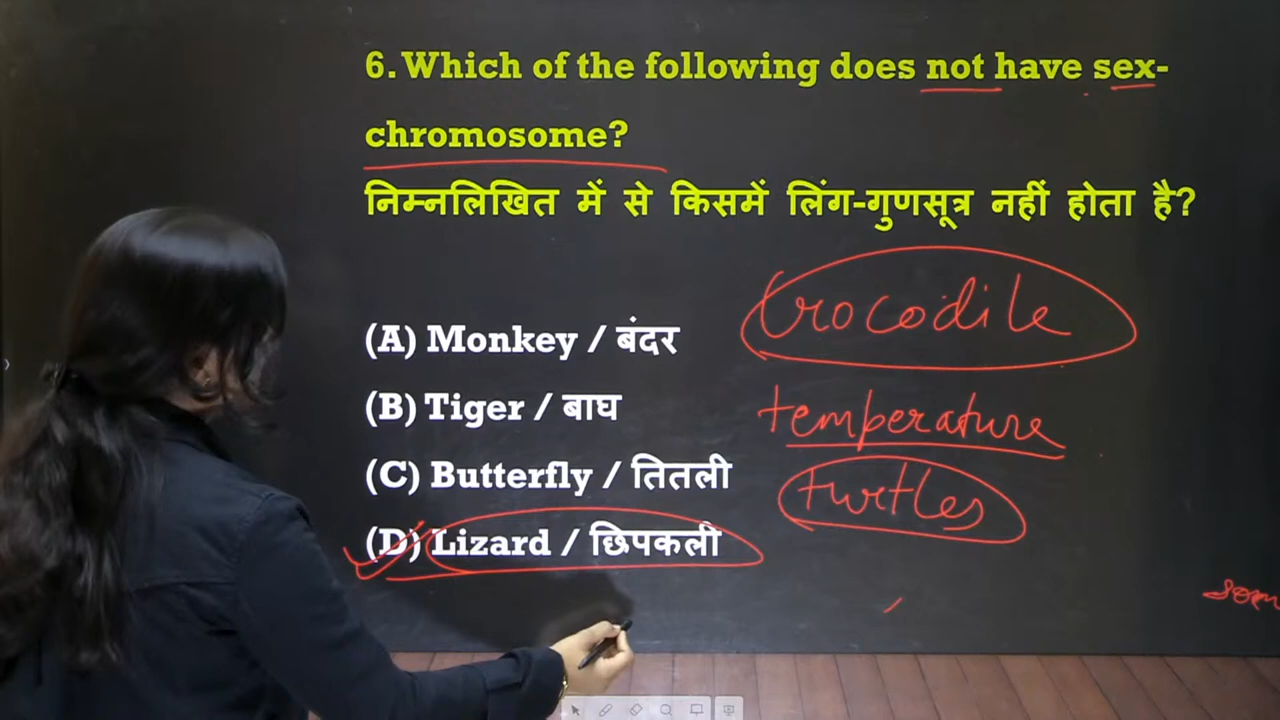 6. Which of the following does not have sex-
chromosome?
निम्नलिखित में से किसमें लिंग-गुणसूत्र नहीं होता है?
(A) Monkey / बंदर
(B) Tiger / बाघ
(C) Butterfly / तितली
(D) Lizard / छिपकली
Crocodile
temperature
turtles